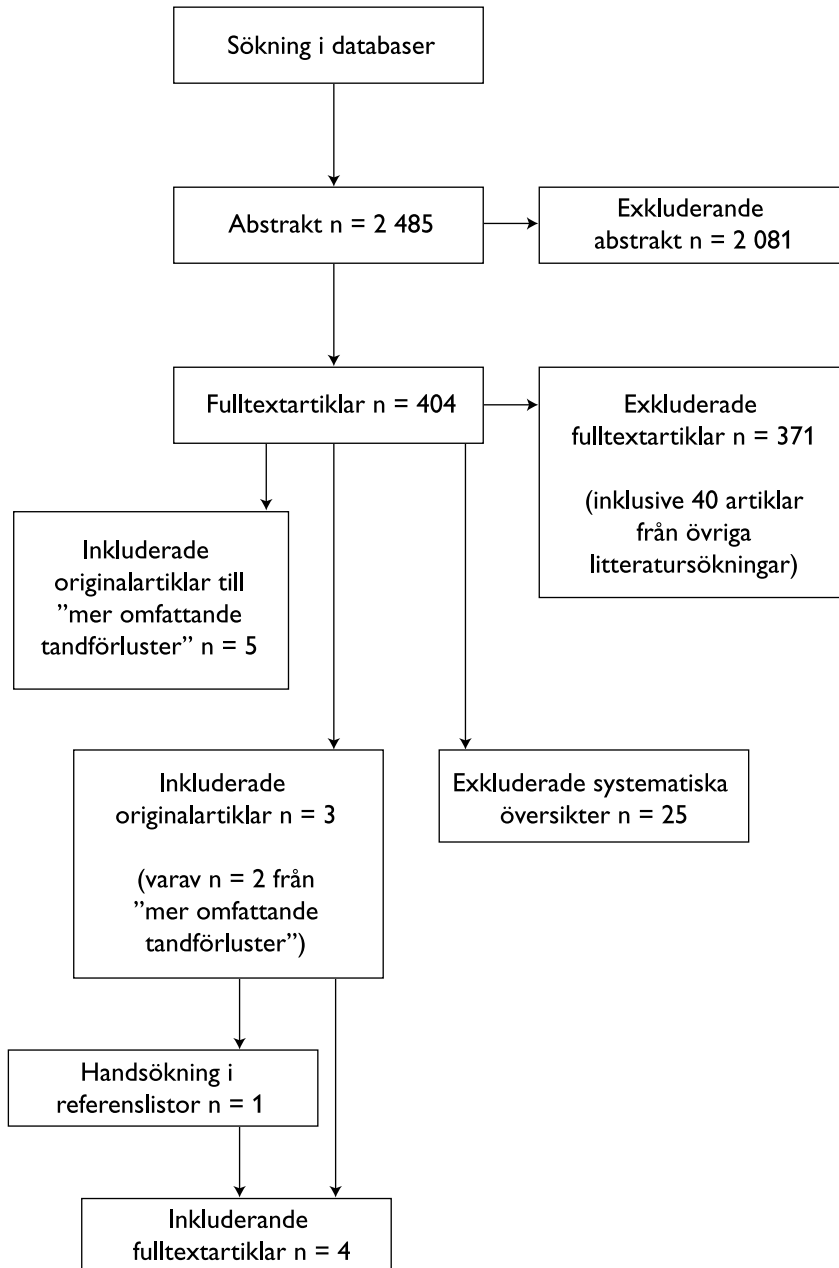 Sökning i databaser
Abstrakt n = 2 485
Exkluderande
abstrakt n = 2 081
Fulltextartiklar n = 404
Exkluderade
fulltextartiklar n = 371
(inklusive 40 artiklar
från övriga
litteratursökningar)
Inkluderade
originalartiklar till
”mer omfattande
tandförluster” n = 5
Inkluderade
originalartiklar n = 3
(varav n = 2 från
”mer omfattande
tandförluster”)
Exkluderade systematiska
översikter n = 25
Handsökning i
referenslistor n = 1
Inkluderande
fulltextartiklar n = 4